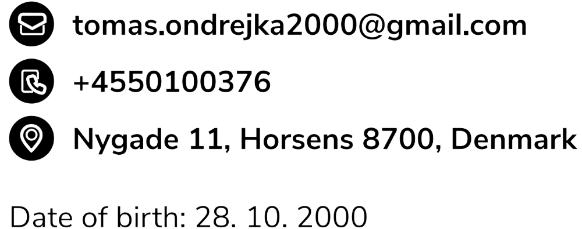 tomas.ondrejka2000@gmail.com
+4550100376
Nygade 11, Horsens 8700, Denmark
Date of birth: 28. 10. 2000